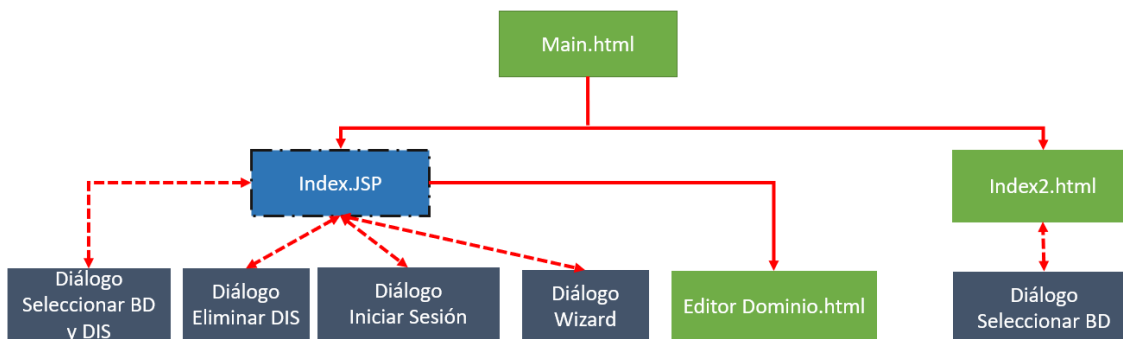 Main.html
Index.JSP
Index2.html
Diálogo
Seleccionar BD
y DIS
Diálogo
Eliminar DIS
Diálogo
Iniciar Sesión
Diálogo
Wizard
Editor Dominio.html
Diálogo
Seleccionar BD